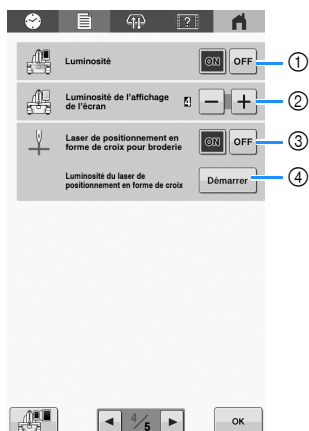 ?
Luminosité
ON
OFF
①
Luminosité de l'affichage
de l'écran
4
−
+
②
Laser de positionnement en
forme de croix pour broderie
ON
OFF
③
Luminosité du laser de
positionnement en forme de croix
Démarrer
④
4/5
OK